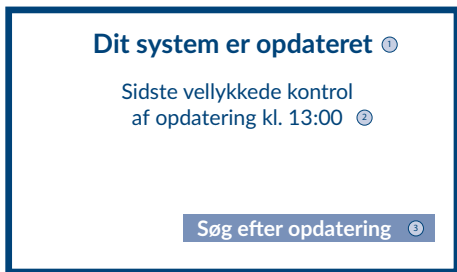 Dit system er opdateret 1
Sidste vellykkede kontrol
af opdatering kl. 13:00 2
Søg efter opdatering 3